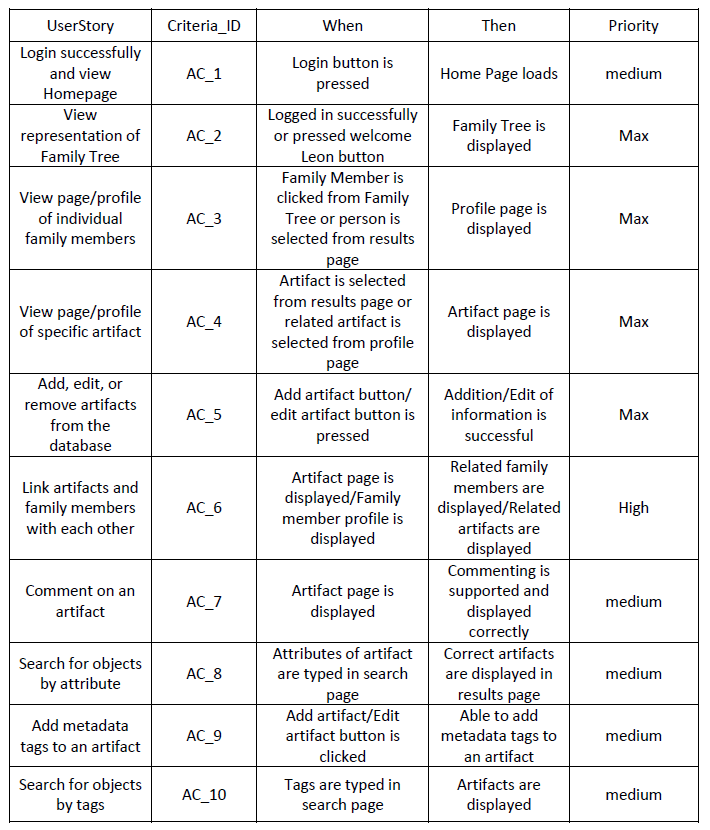 UserStory Criteria_ID When Then Priority
Login successfully
and view
Homepage
AC_1
Login button is
pressed
Home Page loads
medium
View
representation of
Family Tree
AC_2
Logged in successfully
or pressed welcome
Leon button
Family Tree is
displayed
Max
View page/profile
of individual
family members
AC_3
Family Member is
clicked from Family
Tree or person is
selected from results
page
Profile page is
displayed
Max
View page/profile
of specific artifact
AC_4
Artifact is selected
from results page or
related artifact is
selected from profile
page
Artifact page is
displayed
Max
Add, edit, or
remove artifacts
from the
database
AC_5
Add artifact button/
edit artifact button is
pressed
Addition/Edit of
information is
successful
Max
Link artifacts and
family members
with each other
AC_6
Artifact page is
displayed/Family
member profile is
displayed
Related family
members are
displayed/Related
artifacts are
displayed
High
Comment on an
artifact
AC_7
Artifact page is
displayed
Commenting is
supported and
displayed
correctly
medium
Search for objects
by attribute
AC_8
Attributes of artifact
are typed in search
page
Correct artifacts
are displayed in
results page
medium
Add metadata
tags to an artifact
AC_9
Add artifact/Edit
artifact button is
clicked
Able to add
metadata tags to
an artifact
medium
Search for objects
by tags
AC_10
Tags are typed in
search page
Artifacts are
displayed
medium